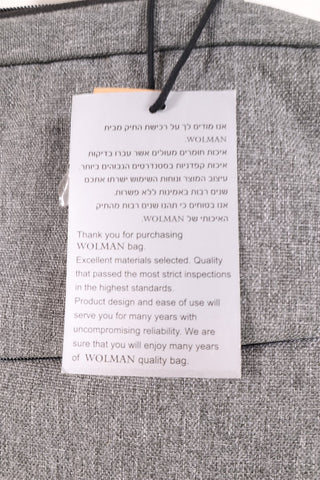 אנו מודים לך על רכישת התיק מבית
WOLMAN
איכות חומרים מעולים אשר עברו בדיקות
איכות קפדניות בסטנדרטים הגבוהים ביותר.
עיצוב המוצר ונוחות השימוש ישרתו אתכם
שנים רבות באמינות ללא פשרות.
אנו בטוחים כי תהנו שנים רבות מהתיק
האיכותי של WOLMAN.
Thank you for purchasing
WOLMAN bag.
Excellent materials selected. Quality
that passed the most strict inspections
in the highest standards.
Product design and ease of use will
serve you for many years with
uncompromising reliability. We are
sure that you will enjoy many years
of WOLMAN quality bag.